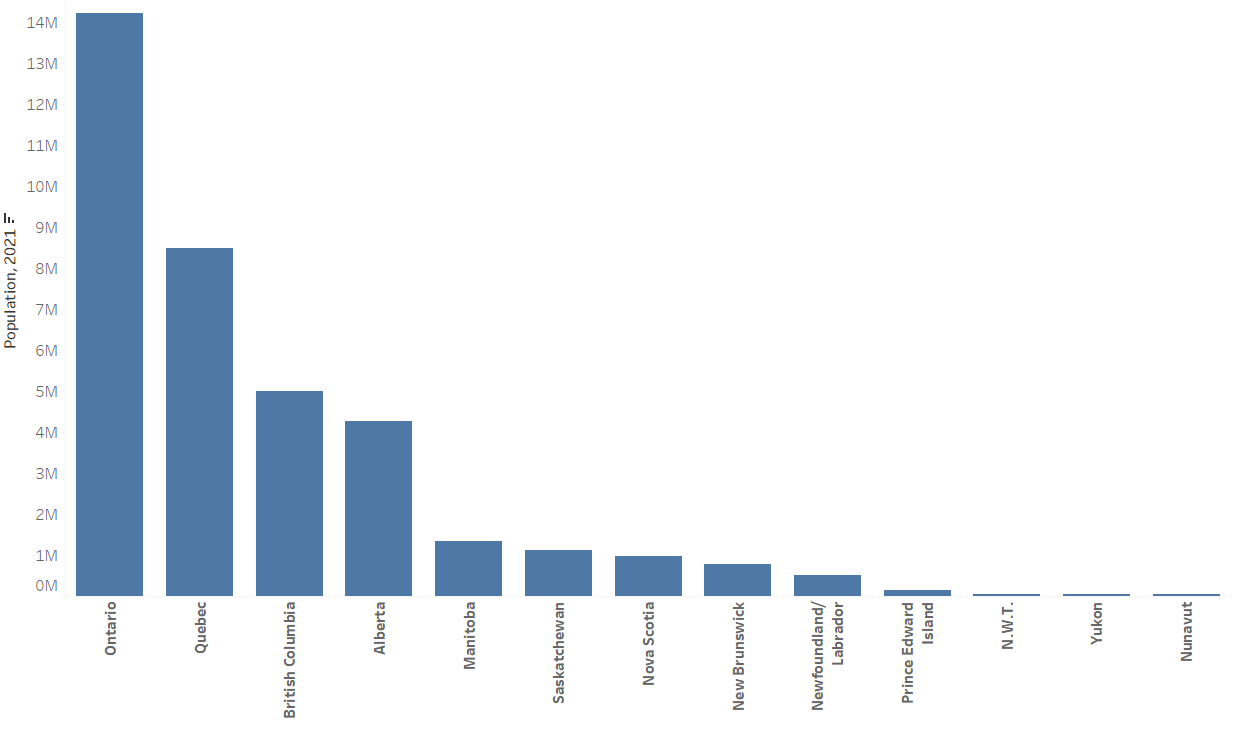 14M
13M
12M
11M
10M
9M
8M
7M
6M
5M
4M
3M
2M
1M
0M
Population, 2021
Ontario
Quebec
British Columbia
Alberta
Manitoba
Saskatchewan
Nova Scotia
New Brunswick
Newfoundland/
Labrador
Prince Edward
Island
N.W.T.
Yukon
Nunavut